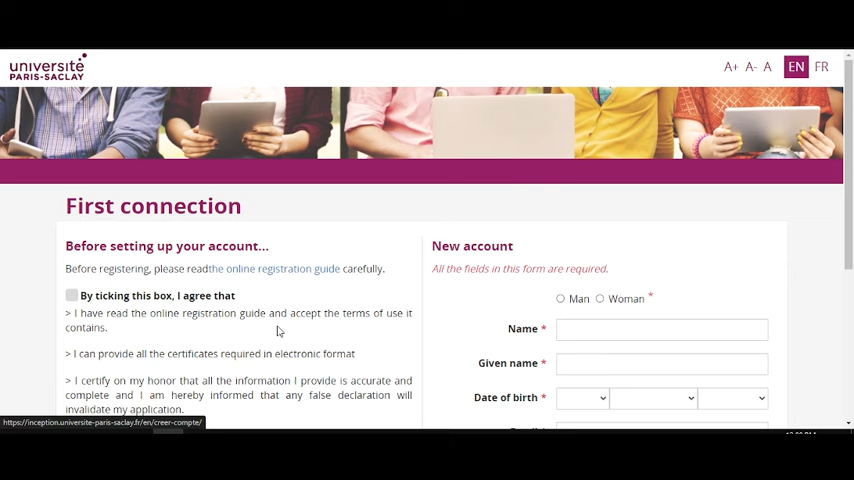 université
PARIS-SACLAY
A+ A- A EN FR
First connection
Before setting up your account...
Before registering, please readthe online registration guide carefully.
By ticking this box, I agree that
> I have read the online registration guide and accept the terms of use it
contains.
> I can provide all the certificates required in electronic format
> I certify on my honor that all the information I provide is accurate and
complete and I am hereby informed that any false declaration will
invalidate my application.
New account
All the fields in this form are required.
Man Woman *
Name *
Given name *
Date of birth *
https://inception.universite-paris-saclay.fr/en/creer-compte/